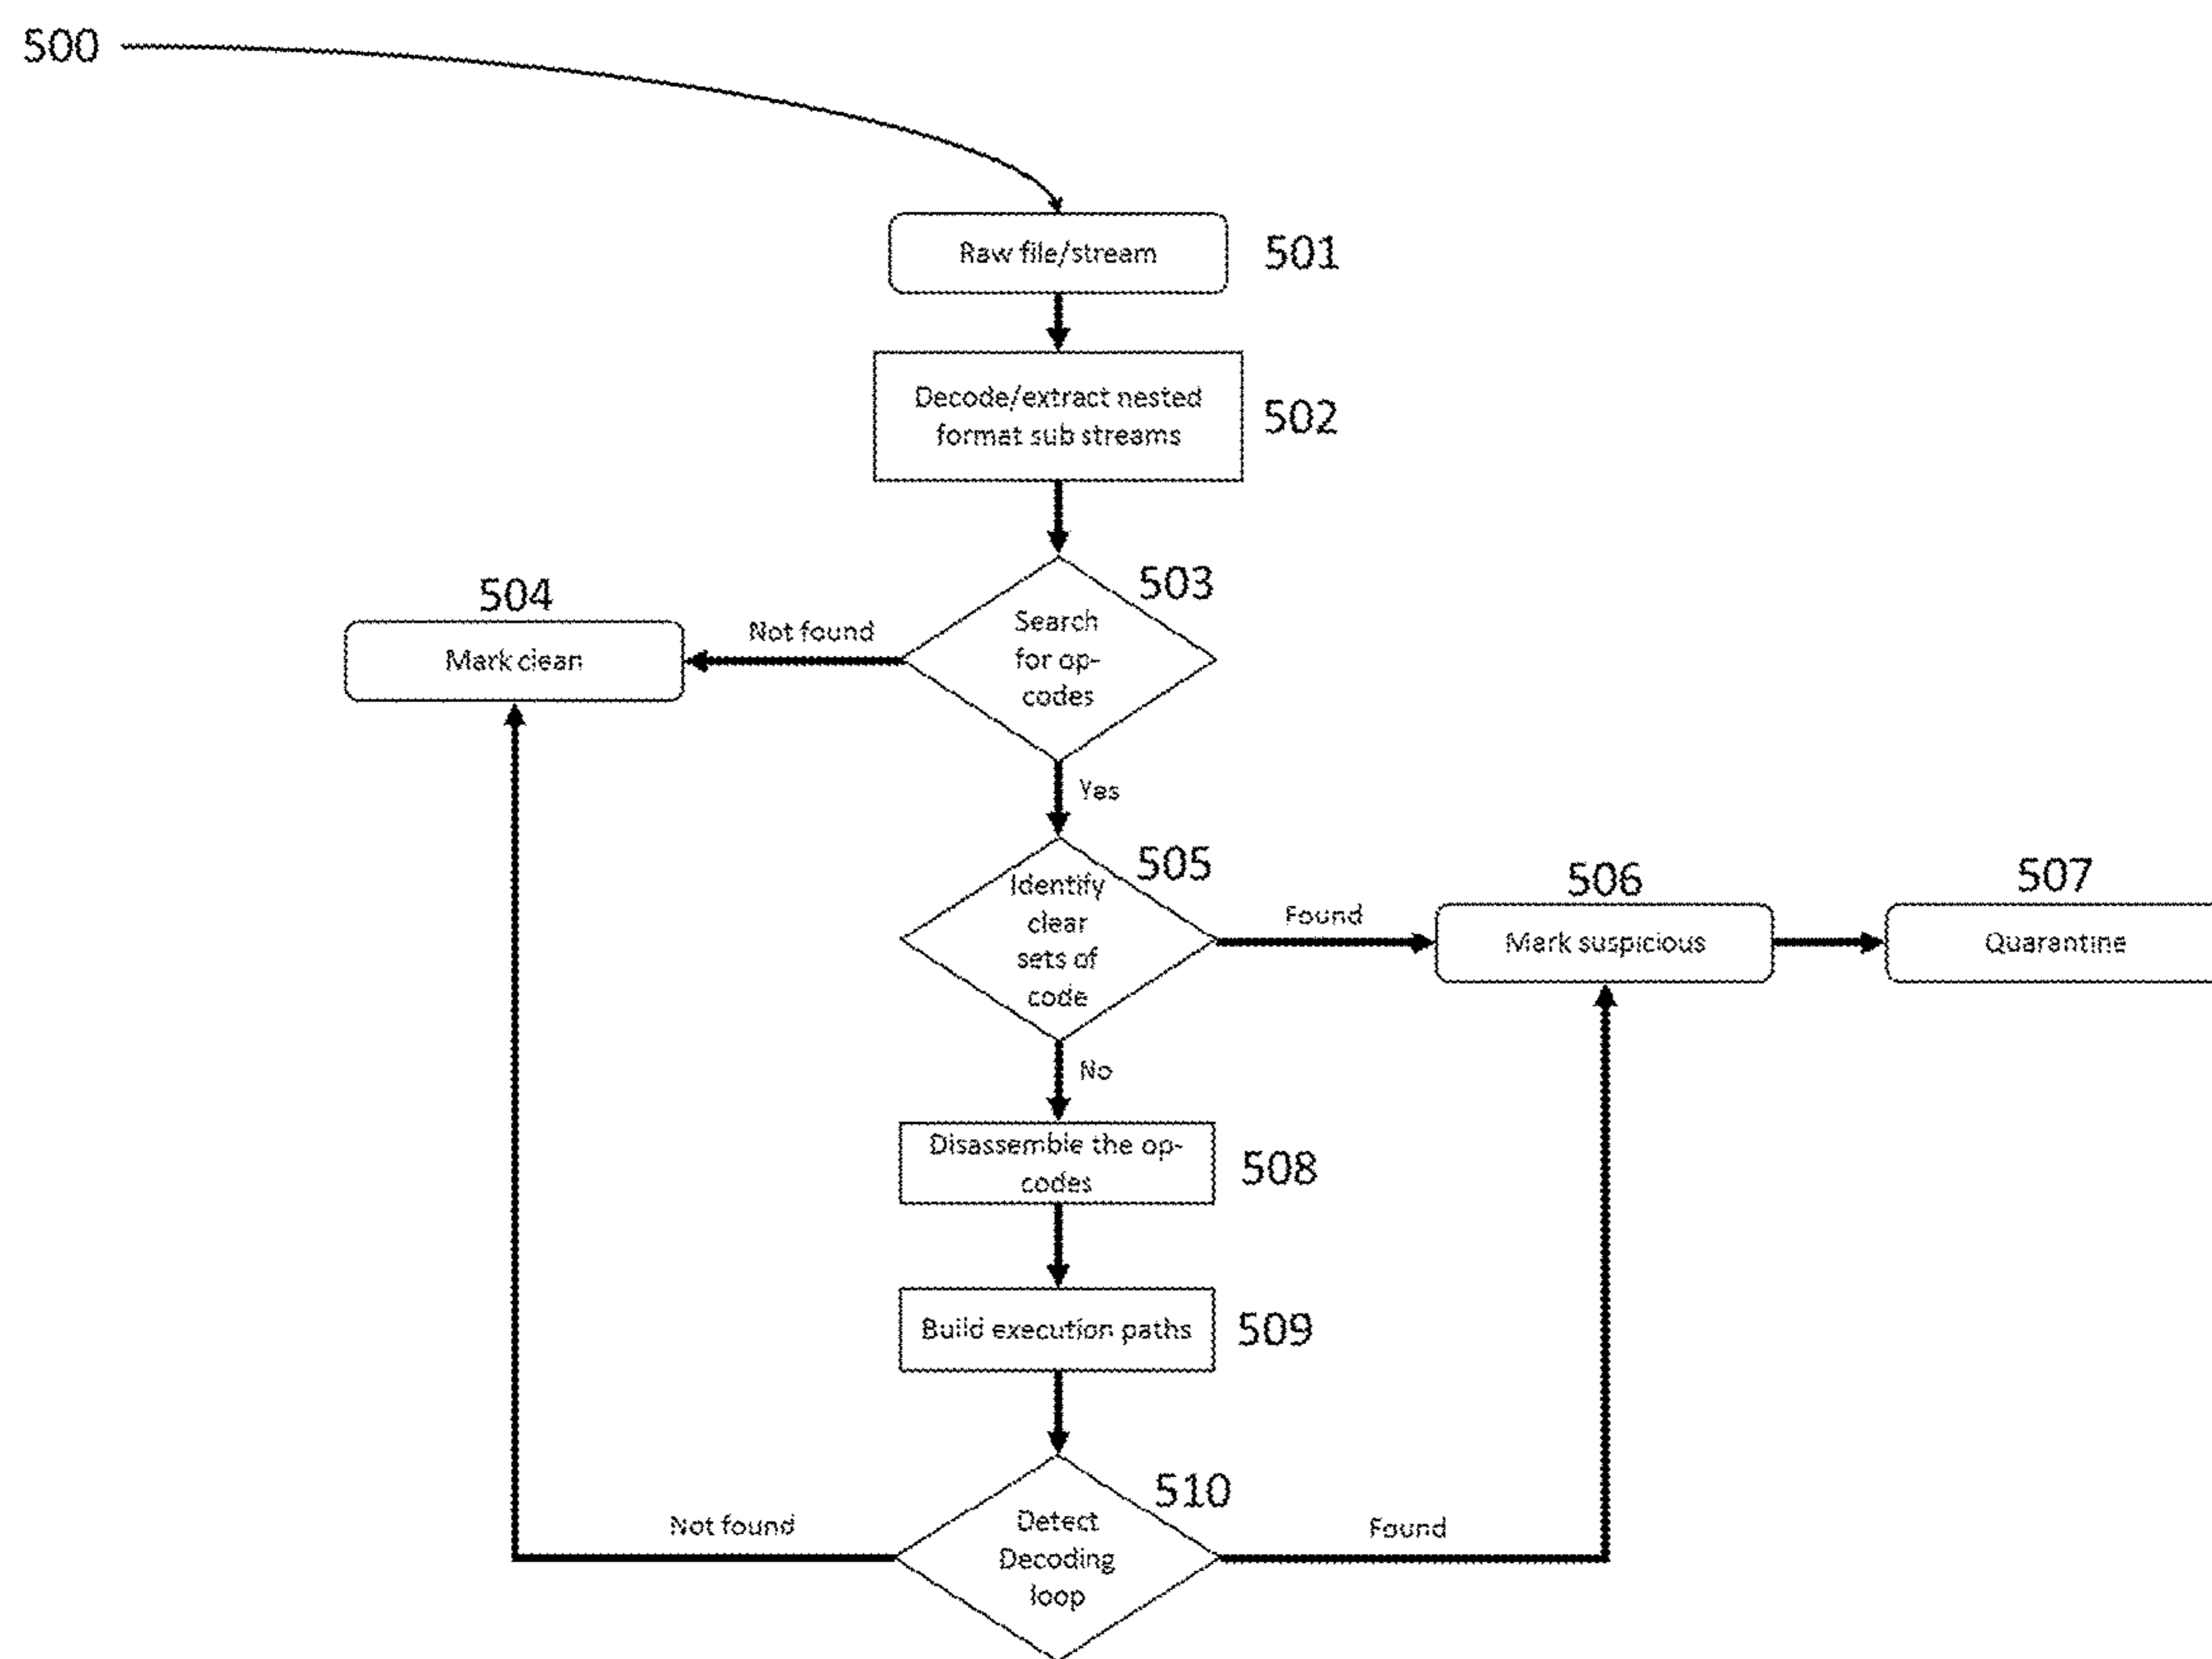 500
Raw file/stream
501
Decode/extract nested
format sub streams
502
503
Search
for op-
codes
504
Mark clean
Not found
Yes
505
Identify
clear
sets of
code
Found
506
Mark suspicious
507
Quarantine
No
Disassemble the op-
codes
508
Build execution paths
509
510
Detect
Decoding
loop
Not found
Found